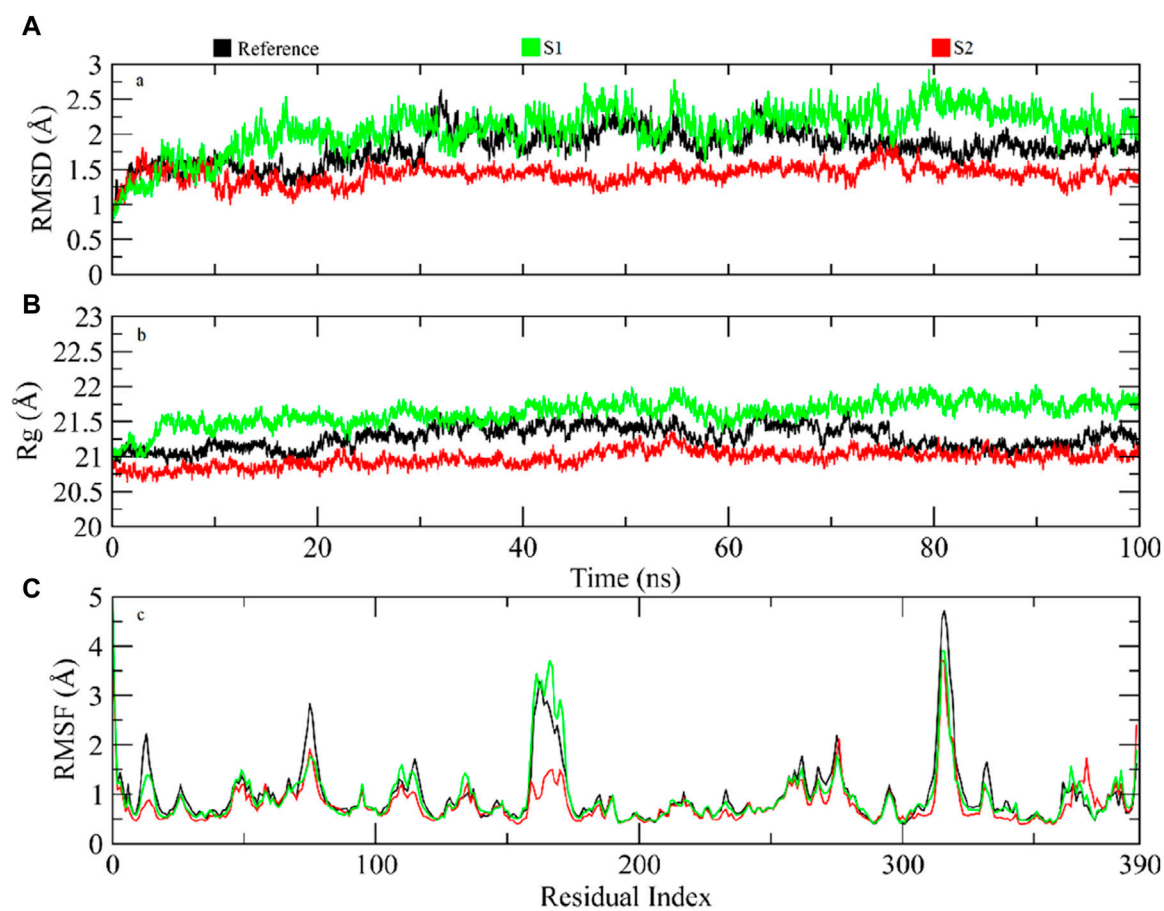 A
Reference S1 S2
a
3
2.5
2
1.5
1
0.5
0
RMSD (Å)
B
b
23
22.5
22
21.5
21
20.5
20
Rg (Å)
0 20 40 60 80 100
Time (ns)
C
c
5
4
3
2
1
0
RMSF (Å)
0 100 200 300 390
Residual Index